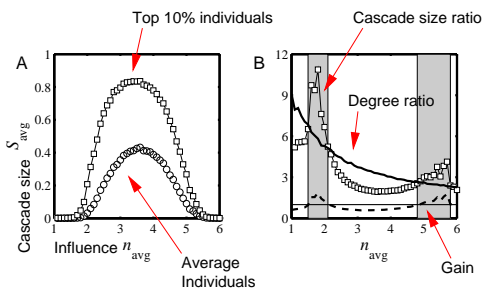 Top 10% individuals
Cascade size ratio
A
B
1
0.8
0.6
0.4
0.2
0
Cascade size S_avg
12
9
6
3
0
Degree ratio
1 2 3 4 5 6
1 2 3 4 5 6
Influence n_avg
n_avg
Average
Individuals
Gain